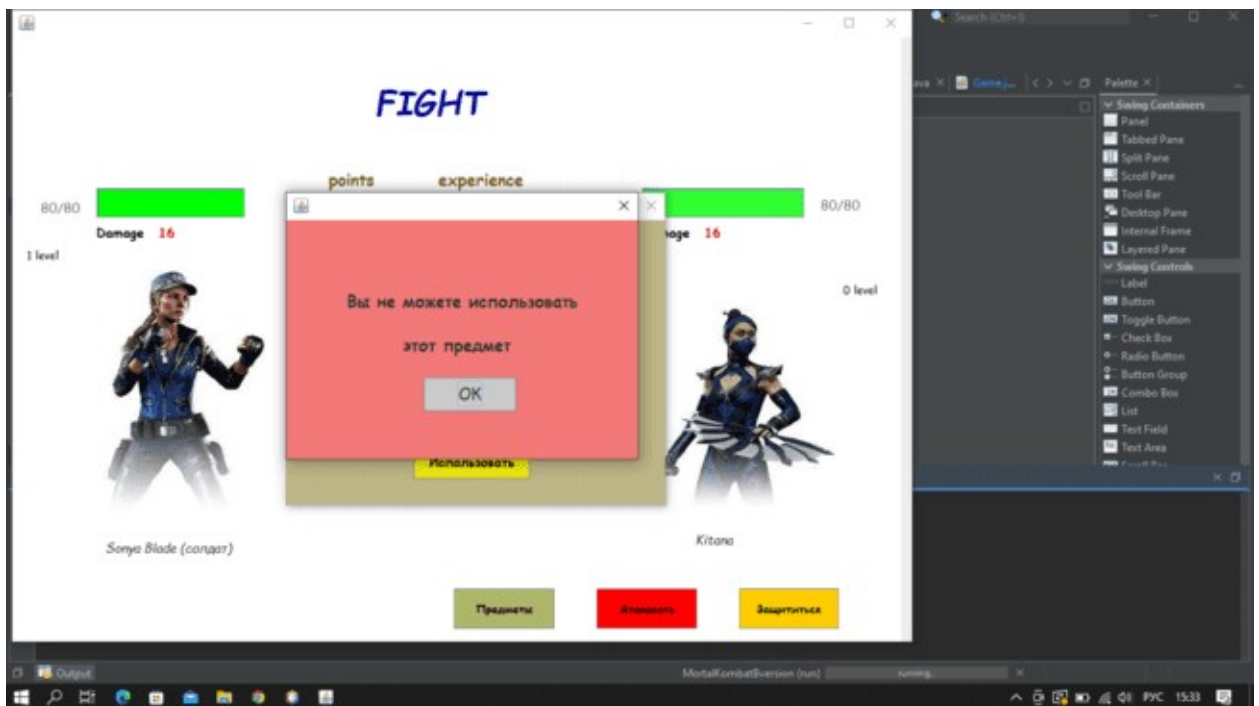 Search (Ctrl+I)
FIGHT
points experience
80/80
80/80
Damage 16
16
1 level
0 level
Вы не можете использовать
этот предмет
OK
Использовать
Sonya Blade (солдат)
Kitana
Предметы
Атаковать
Защититься
Palette
Swing Containers
Panel
Tabbed Pane
Split Pane
Scroll Pane
Tool Bar
Desktop Pane
Internal Frame
Layered Pane
Swing Controls
Label
Button
Toggle Button
Check Box
Radio Button
Button Group
Combo Box
List
Text Field
Text Area
Output
MortalKombatBversion (run)
running...
РУС 15:33